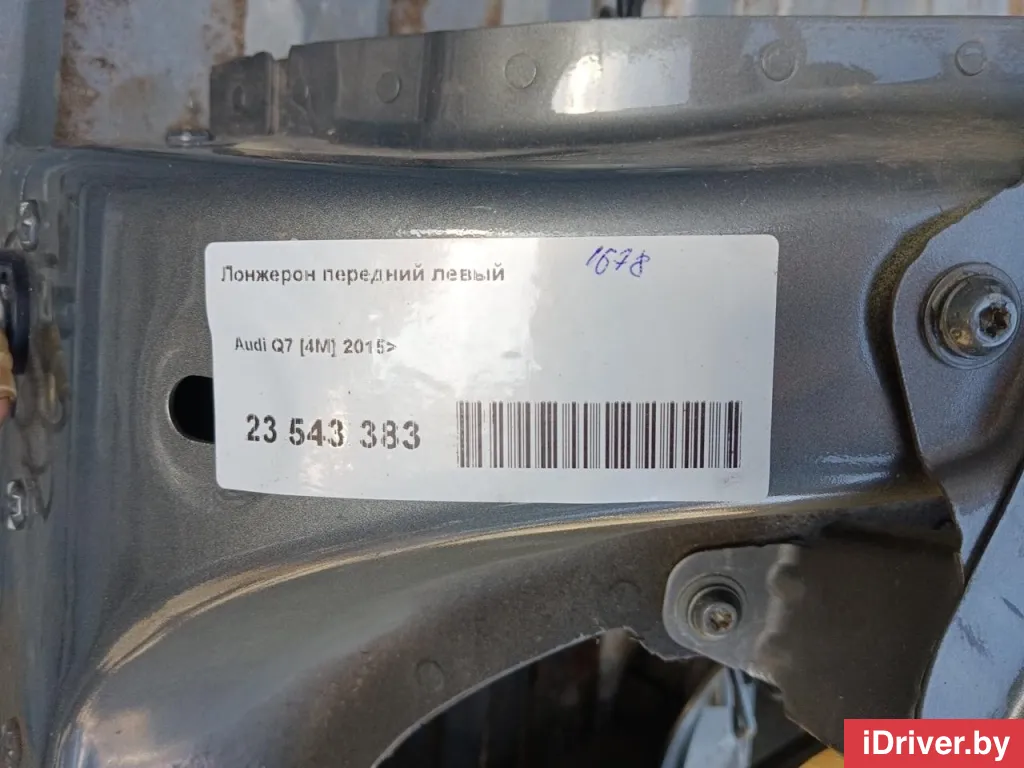 Лонжерон передний левый
1678
Audi Q7 [4M] 2015>
23 543 383
iDriver.by